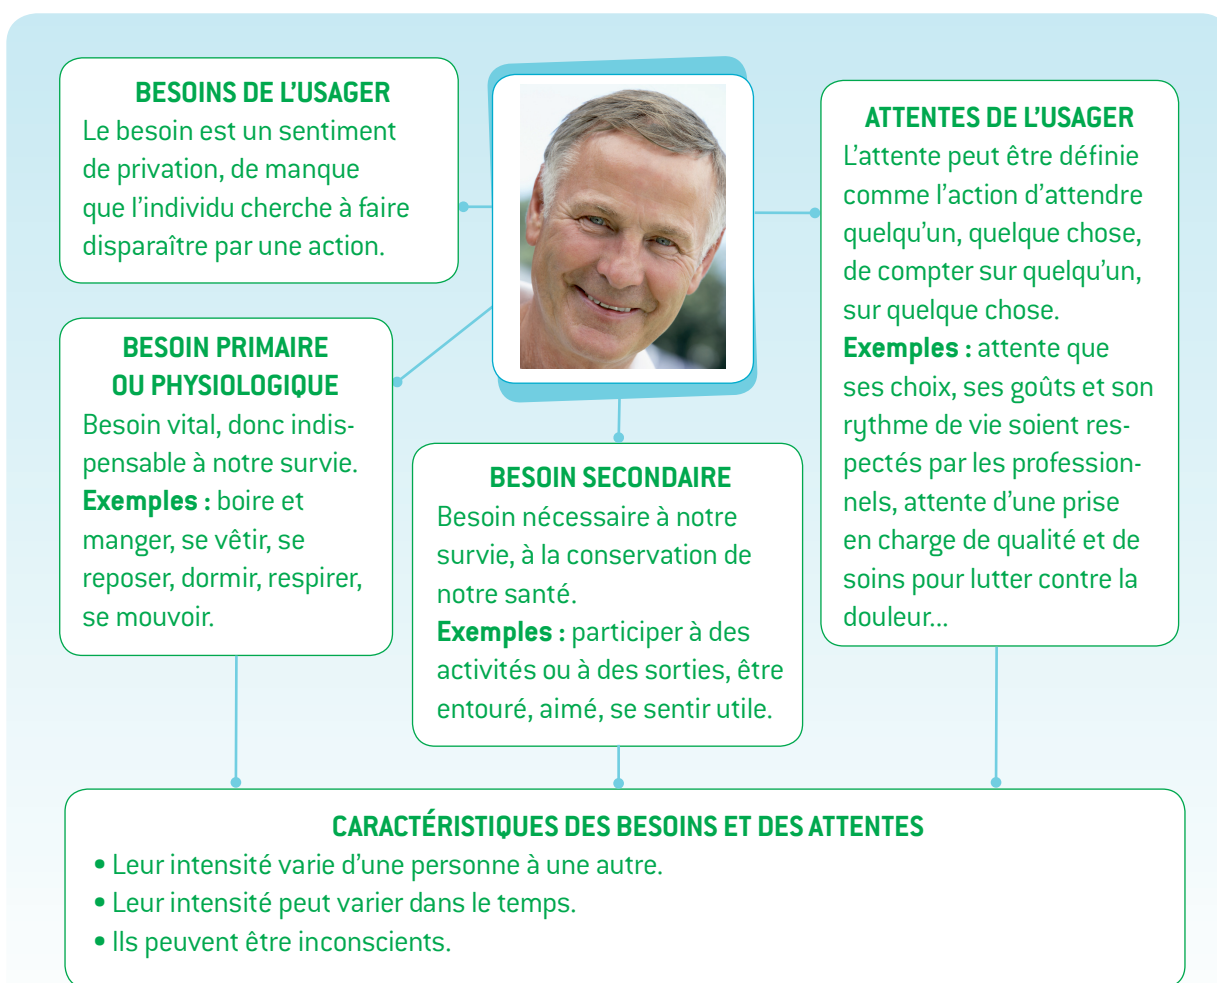 BESOINS DE L'USAGER
Le besoin est un sentiment
de privation, de manque
que l'individu cherche à faire
disparaître par une action.
ATTENTES DE L'USAGER
L'attente peut être définie
comme l'action d'attendre
quelqu'un, quelque chose,
de compter sur quelqu'un,
sur quelque chose.
Exemples : attente que
ses choix, ses goûts et son
rythme de vie soient res-
pectés par les profession-
nels, attente d'une prise
en charge de qualité et de
soins pour lutter contre la
douleur...
BESOIN PRIMAIRE
OU PHYSIOLOGIQUE
Besoin vital, donc indis-
pensable à notre survie.
Exemples : boire et
manger, se vêtir, se
reposer, dormir, respirer,
se mouvoir.
BESOIN SECONDAIRE
Besoin nécessaire à notre
survie, à la conservation de
notre santé.
Exemples : participer à des
activités ou à des sorties, être
entouré, aimé, se sentir utile.
CARACTÉRISTIQUES DES BESOINS ET DES ATTENTES
• Leur intensité varie d'une personne à une autre.
• Leur intensité peut varier dans le temps.
• Ils peuvent être inconscients.